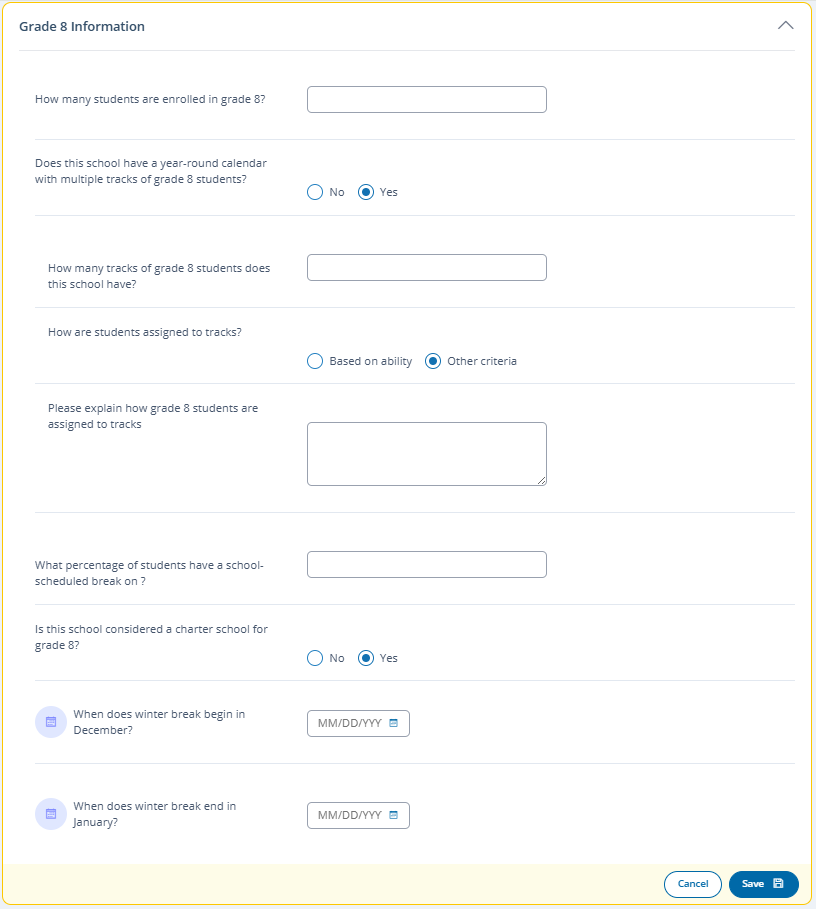 Grade 8 Information
How many students are enrolled in grade 8?
Does this school have a year-round calendar
with multiple tracks of grade 8 students?
No Yes
How many tracks of grade 8 students does
this school have?
How are students assigned to tracks?
Based on ability Other criteria
Please explain how grade 8 students are
assigned to tracks
What percentage of students have a school-
scheduled break on ?
Is this school considered a charter school for
grade 8?
No Yes
When does winter break begin in
December?
MM/DD/YYY
When does winter break end in
January?
MM/DD/YYY
Cancel Save